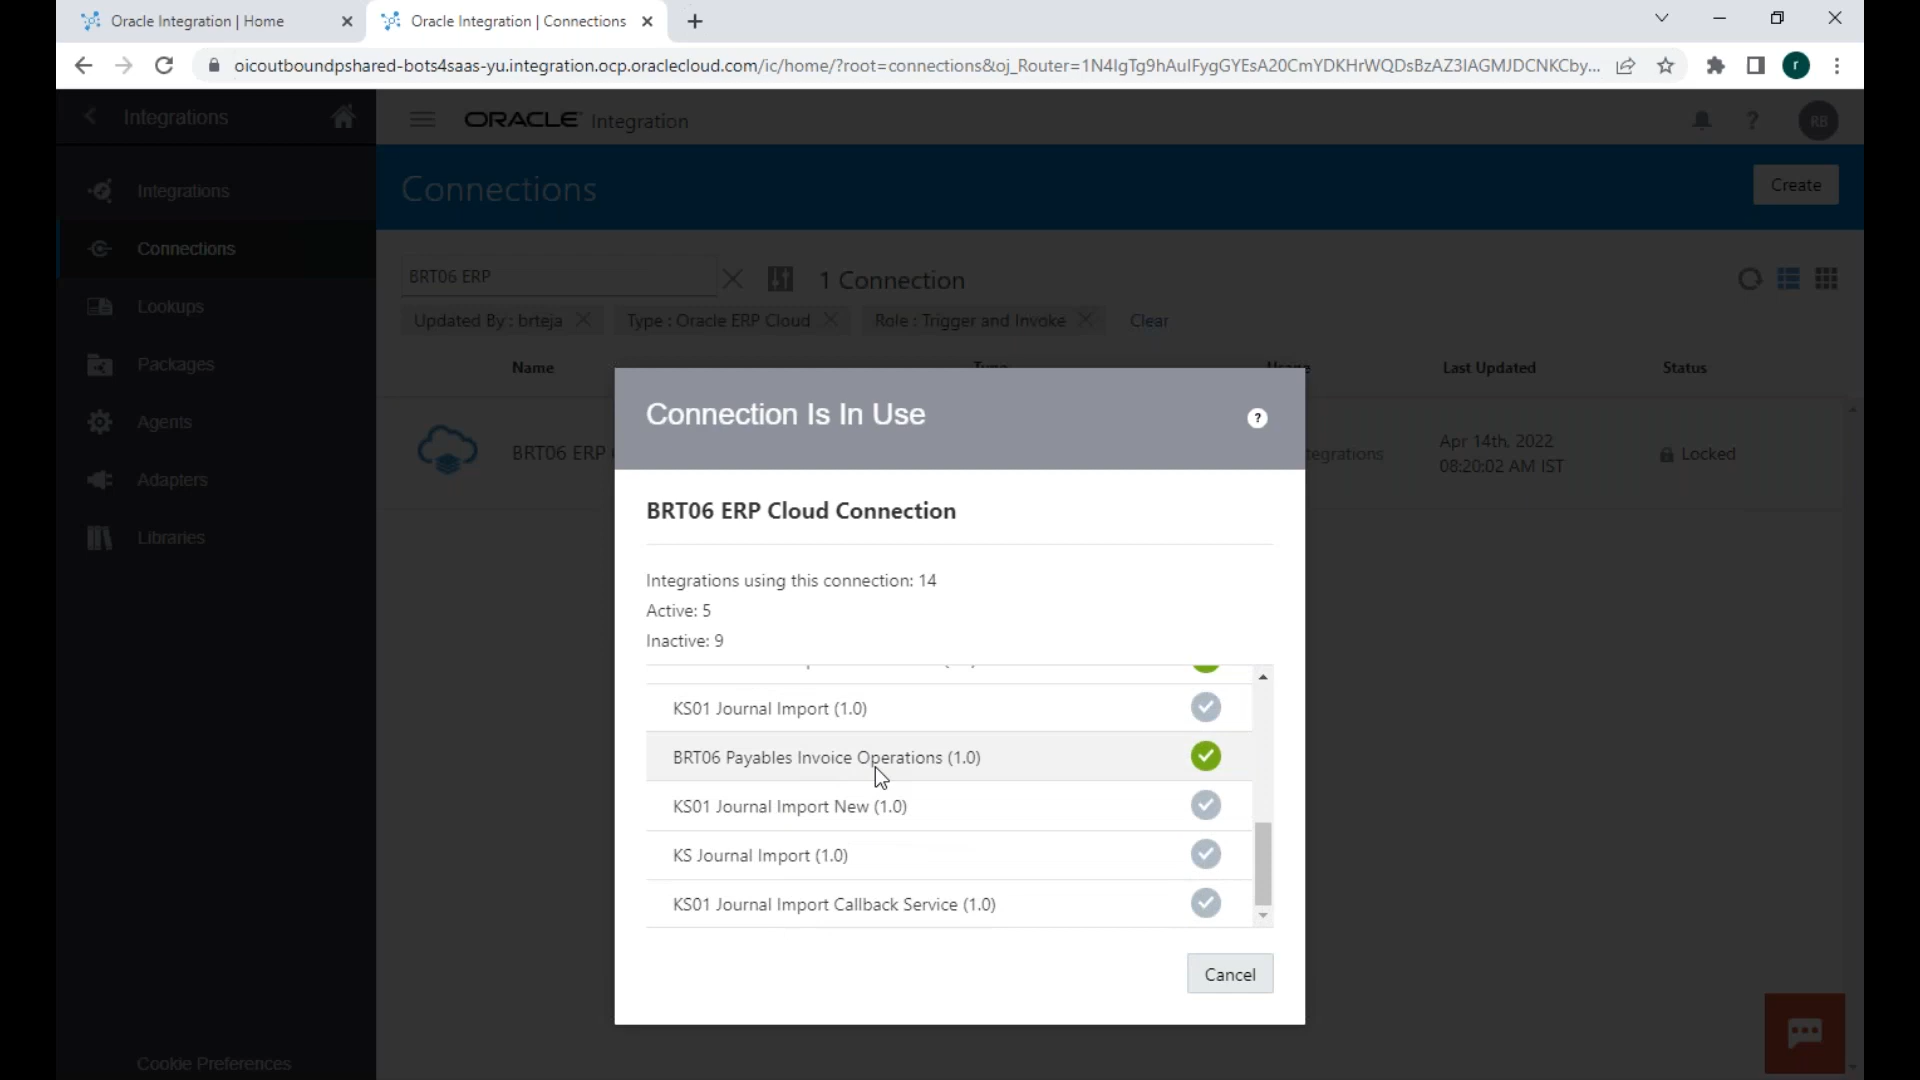 Oracle Integration | Home
Oracle Integration | Connections
oicoutboundpshared-bots4saas-yu.integration.ocp.oraclecloud.com/ic/home/?root=connections&oj_Router=1N4IgTg9hAuIFygGYEsA20CmYDKHrWQDsBzAZ3IAGMJDCNKCby...
r
Integrations
ORACLE Integration
?
RB
Integrations
Connections
Lookups
Packages
Agents
Adapters
Libraries
Cookie Preferences
Connections
Create
BRT06 ERP
1 Connection
Updated By : brteja
Type : Oracle ERP Cloud
Role : Trigger and Invoke
Clear
Name
Type
Usage
Last Updated
Status
BRT06 ERP
tegrations
Apr 14th, 2022
08:20:02 AM IST
Locked
Connection Is In Use
?
BRT06 ERP Cloud Connection
Integrations using this connection: 14
Active: 5
Inactive: 9
KS01 Journal Import (1.0)
BRT06 Payables Invoice Operations (1.0)
KS01 Journal Import New (1.0)
KS Journal Import (1.0)
KS01 Journal Import Callback Service (1.0)
Cancel